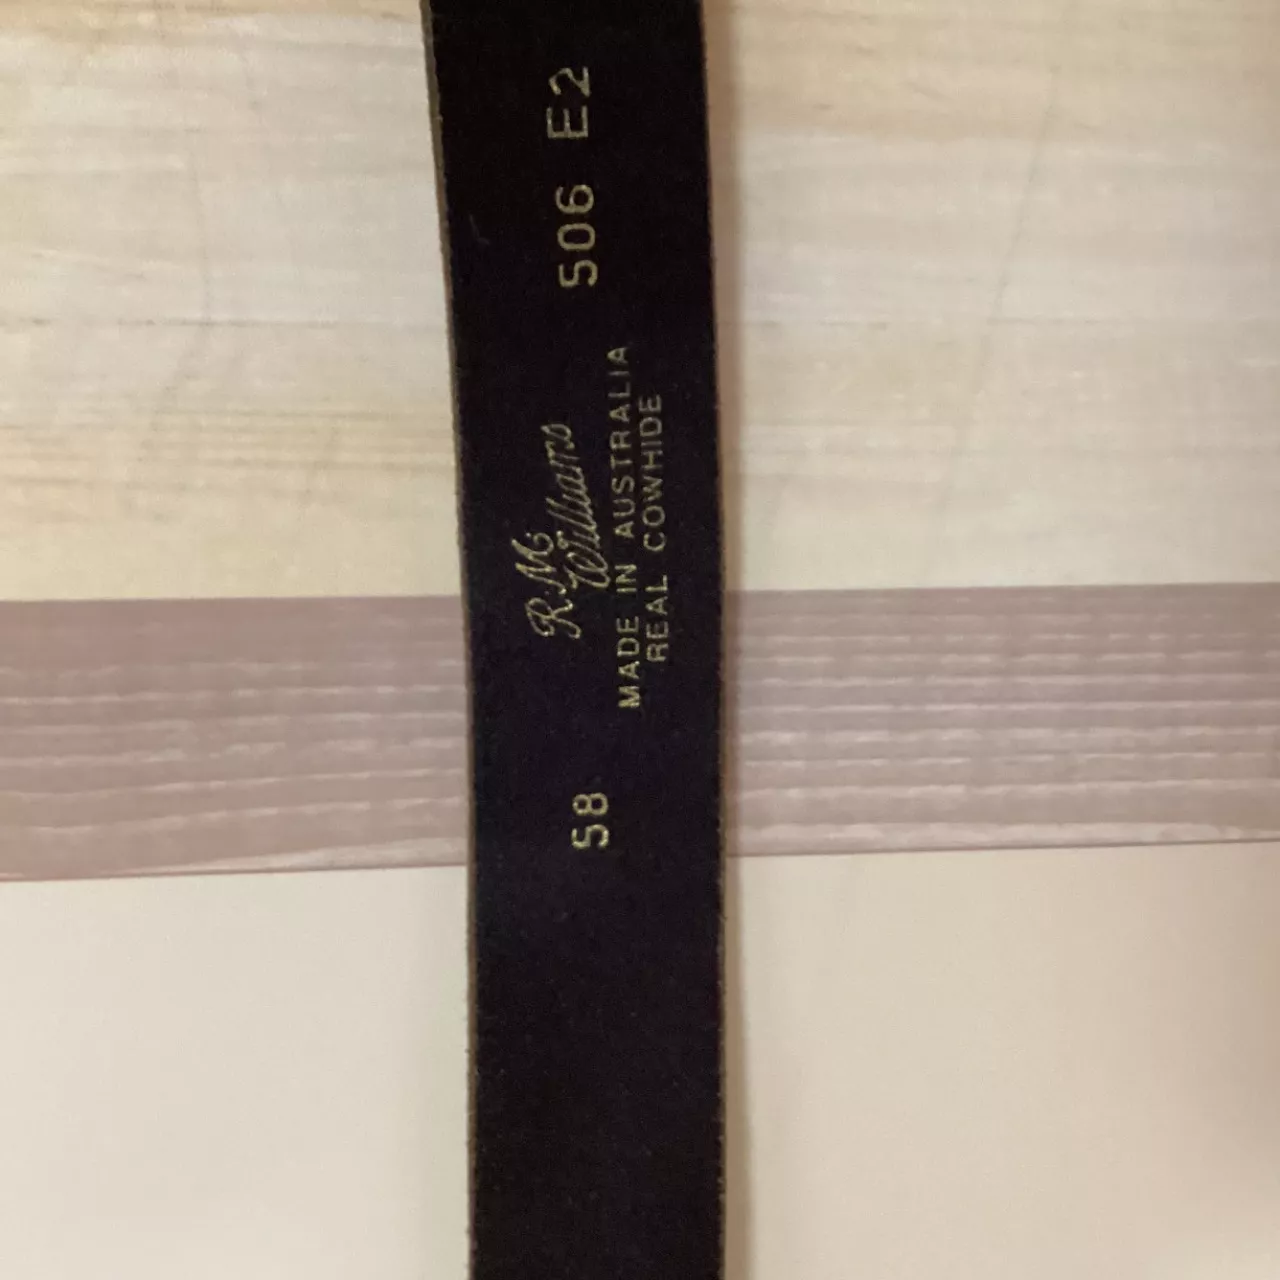 58
R.M.
Williams
MADE IN AUSTRALIA
REAL COWHIDE
506 E2